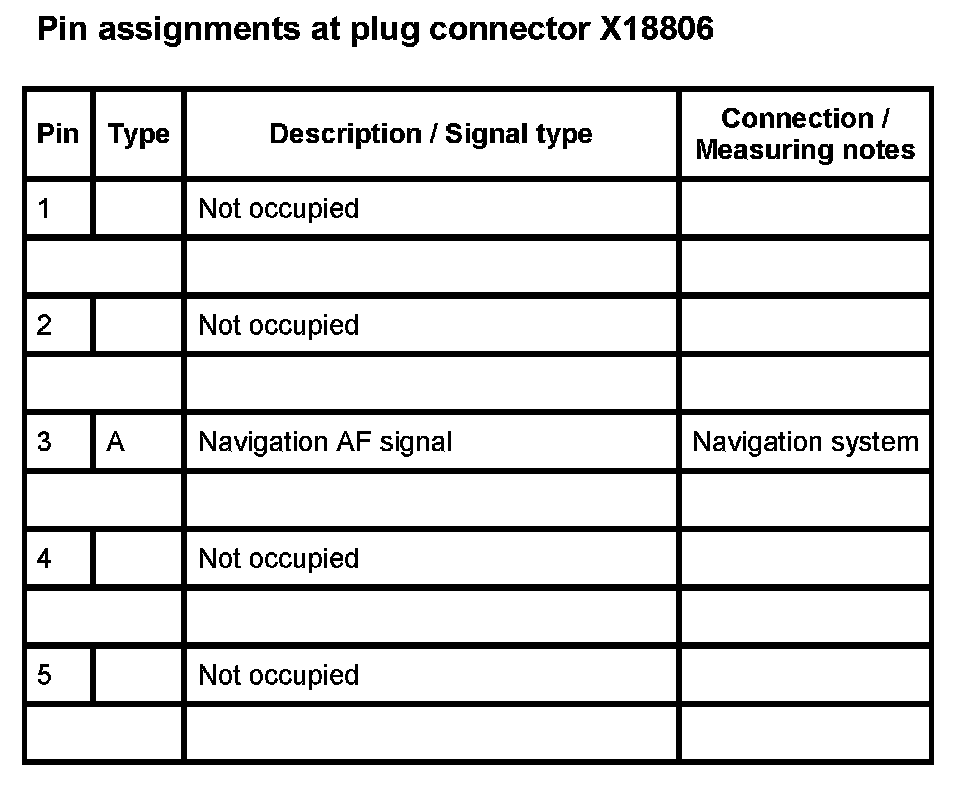 Pin assignments at plug connector X18806
Pin Type Description / Signal type Connection / Measuring notes
1 Not occupied
2 Not occupied
3 A Navigation AF signal Navigation system
4 Not occupied
5 Not occupied